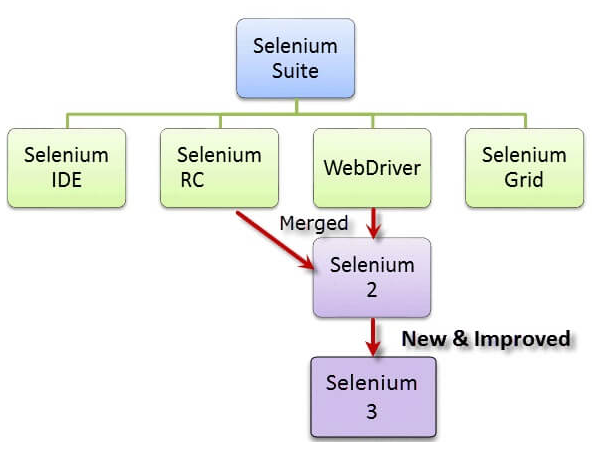 Selenium
Suite
Selenium
IDE
Selenium
RC
WebDriver
Selenium
Grid
Merged
Selenium
2
New & Improved
Selenium
3